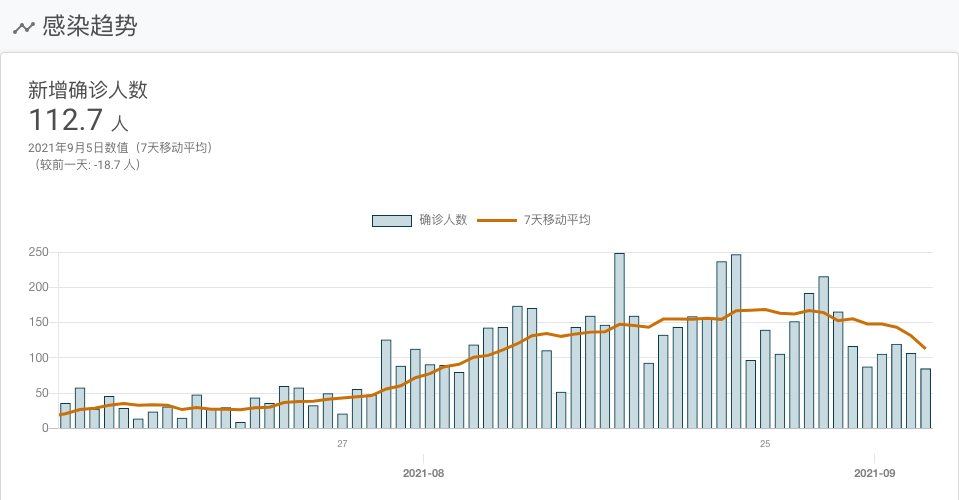 感染趋势
新增确诊人数
112.7 人
2021年9月5日数值（7天移动平均）
（较前一天: -18.7 人）
确诊人数 7天移动平均
250
200
150
100
50
0
27 25
2021-08 2021-09